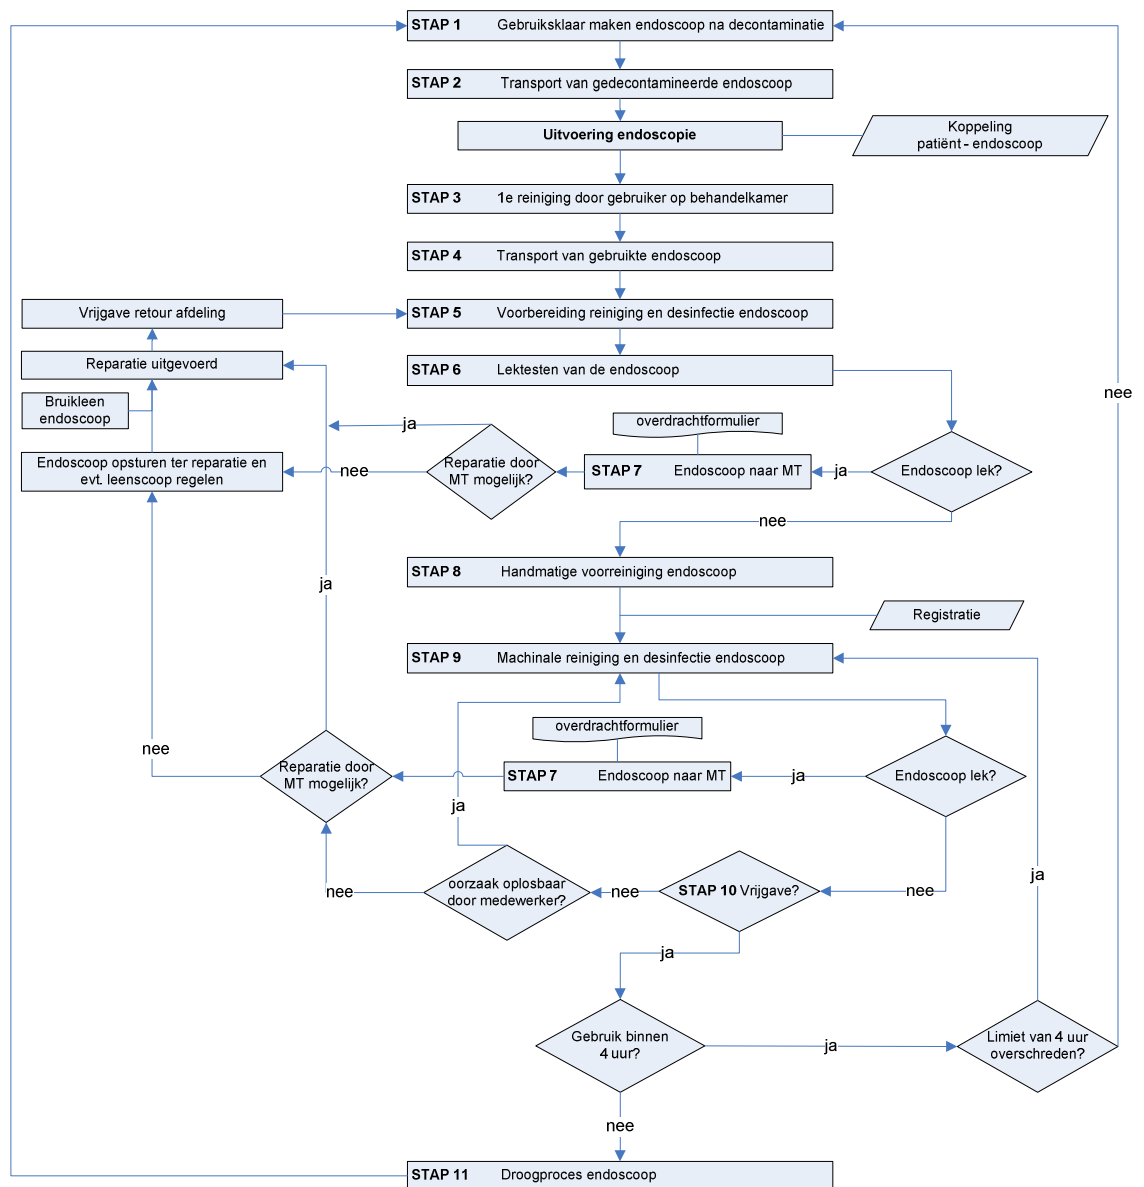 STAP 1 Gebruiksklaar maken endoscoop na decontaminatie
STAP 2 Transport van gedecontamineerde endoscoop
Uitvoering endoscopie
Koppeling
patiënt - endoscoop
STAP 3 1e reiniging door gebruiker op behandelkamer
STAP 4 Transport van gebruikte endoscoop
Vrijgave retour afdeling
STAP 5 Voorbereiding reiniging en desinfectie endoscoop
Reparatie uitgevoerd
STAP 6 Lektesten van de endoscoop
nee
Bruikleen
endoscoop
overdrachtformulier
ja
Endoscoop opsturen ter reparatie en
evt. leenscoop regelen
nee
Reparatie door
MT mogelijk?
STAP 7 Endoscoop naar MT
ja
Endoscoop lek?
nee
STAP 8 Handmatige voorreiniging endoscoop
ja
Registratie
STAP 9 Machinale reiniging en desinfectie endoscoop
overdrachtformulier
nee
Reparatie door
MT mogelijk?
STAP 7 Endoscoop naar MT
ja
Endoscoop lek?
ja
ja
nee
oorzaak oplosbaar
door medewerker?
nee
STAP 10 Vrijgave?
nee
ja
Gebruik binnen
4 uur?
ja
Limiet van 4 uur
overschreden?
nee
STAP 11 Droogproces endoscoop